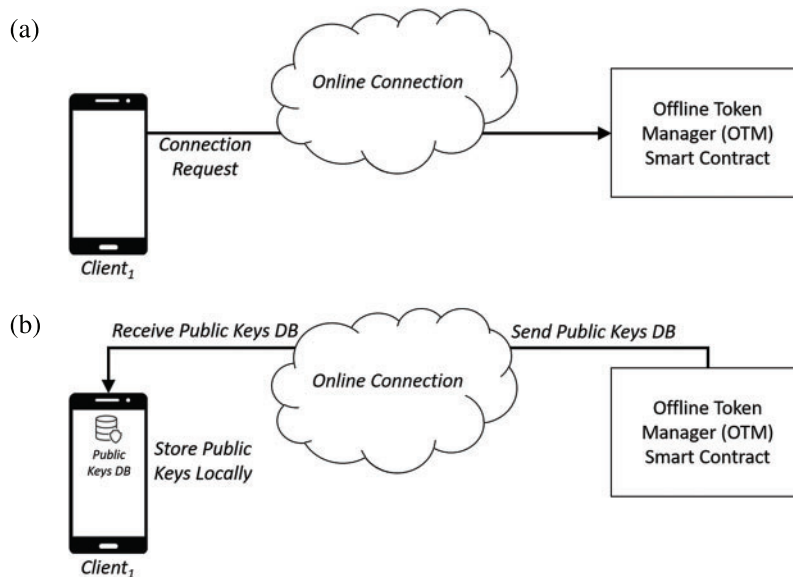 (a)
Online Connection
Connection
Request
Offline Token
Manager (OTM)
Smart Contract
Client₁
(b)
Receive Public Keys DB
Send Public Keys DB
Online Connection
Public
Keys DB
Store Public
Keys Locally
Offline Token
Manager (OTM)
Smart Contract
Client₁